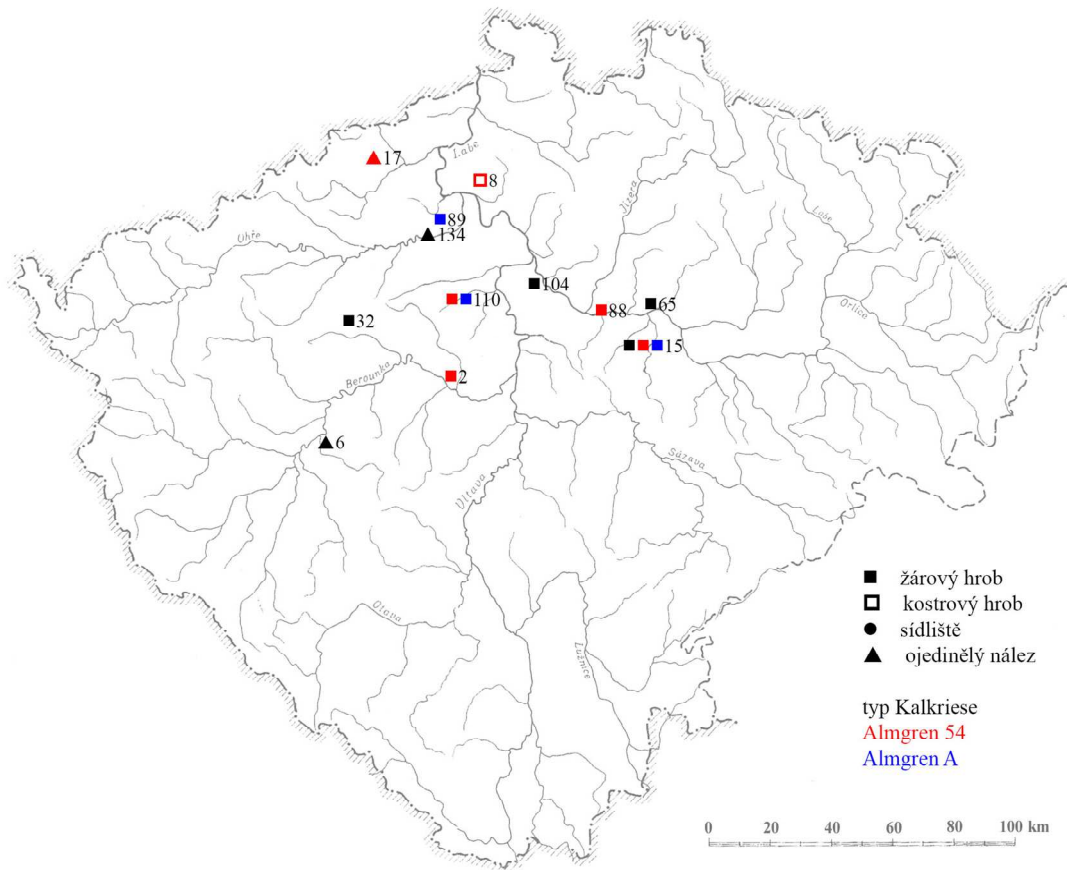 17
Labe
8
Jizera
Labe
89
134
Ohře
104
110
65
88
Orlice
32
15
Berounka
2
6
Sázava
Vltava
Otava
Lužnice
žárový hrob
kostrový hrob
sídliště
ojedinělý nález
typ Kalkriese
Almgren 54
Almgren A
0 20 40 60 80 100 km